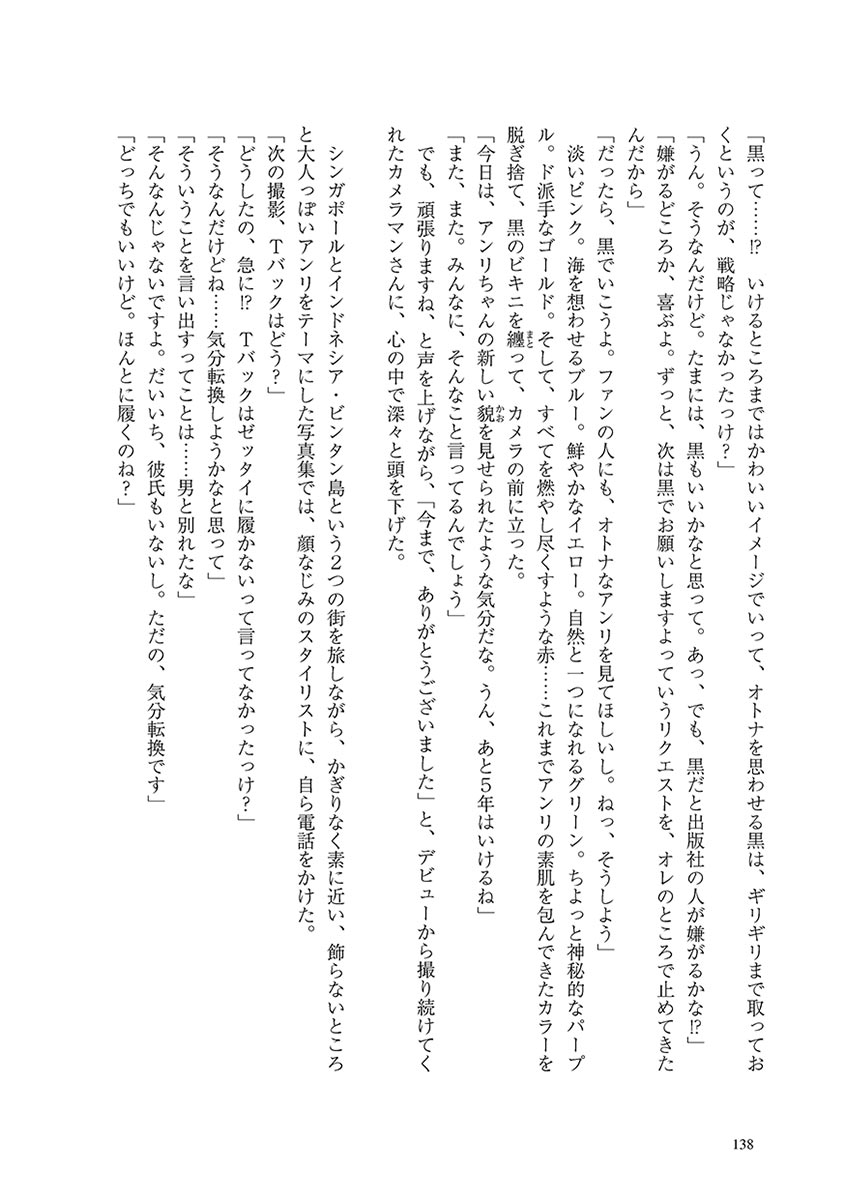 「黒って……!?　いけるところまではかわいいイメージでいって、オトナを思わせる黒は、ギリギリまで取ってお
くというのが、戦略じゃなかったっけ？」
「うん。そうなんだけど。たまには、黒もいいかなと思って。あっ、でも、黒だと出版社の人が嫌がるかな!?」
「嫌がるどころか、喜ぶよ。ずっと、次は黒でお願いしますよっていうリクエストを、オレのところで止めてきた
んだから」
「だったら、黒でいこうよ。ファンの人にも、オトナなアンリを見てほしいし。ねっ、そうしよう」
　淡いピンク。海を想わせるブルー。鮮やかなイエロー。自然と一つになれるグリーン。ちょっと神秘的なパープ
ル。ド派手なゴールド。そして、すべてを燃やし尽くすような赤……これまでアンリの素肌を包んできたカラーを
脱ぎ捨て、黒のビキニを纏まとって、カメラの前に立った。
「今日は、アンリちゃんの新しい貌かおを見せられたような気分だな。うん、あと５年はいけるね」
「また、また。みんなに、そんなこと言ってるんでしょう」
　でも、頑張りますね、と声を上げながら、「今まで、ありがとうございました」と、デビューから撮り続けてく
れたカメラマンさんに、心の中で深々と頭を下げた。
　シンガポールとインドネシア・ビンタン島という２つの街を旅しながら、かぎりなく素に近い、飾らないところ
と大人っぽいアンリをテーマにした写真集では、顔なじみのスタイリストに、自ら電話をかけた。
「次の撮影、Ｔバックはどう？」
「どうしたの、急に!?　Ｔバックはゼッタイに履かないって言ってなかったっけ？」
「そうなんだけどね……気分転換しようかなと思って」
「そういうことを言い出すってことは……男と別れたな」
「そんなんじゃないですよ。だいいち、彼氏もいないし。ただの、気分転換です」
「どっちでもいいけど。ほんとに履くのね？」
138